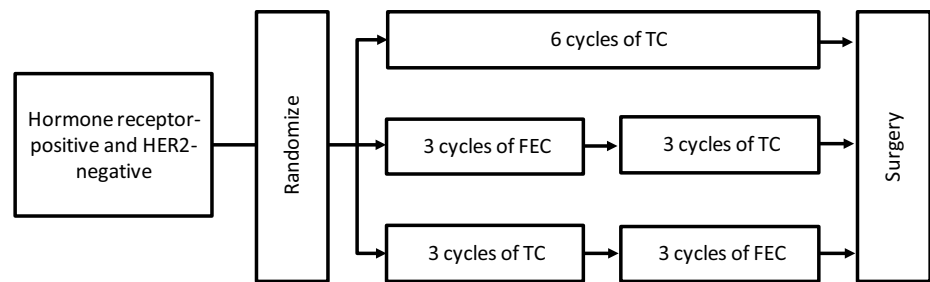 Hormone receptor-
positive and HER2-
negative
Randomize
6 cycles of TC
3 cycles of FEC
3 cycles of TC
3 cycles of TC
3 cycles of FEC
Surgery